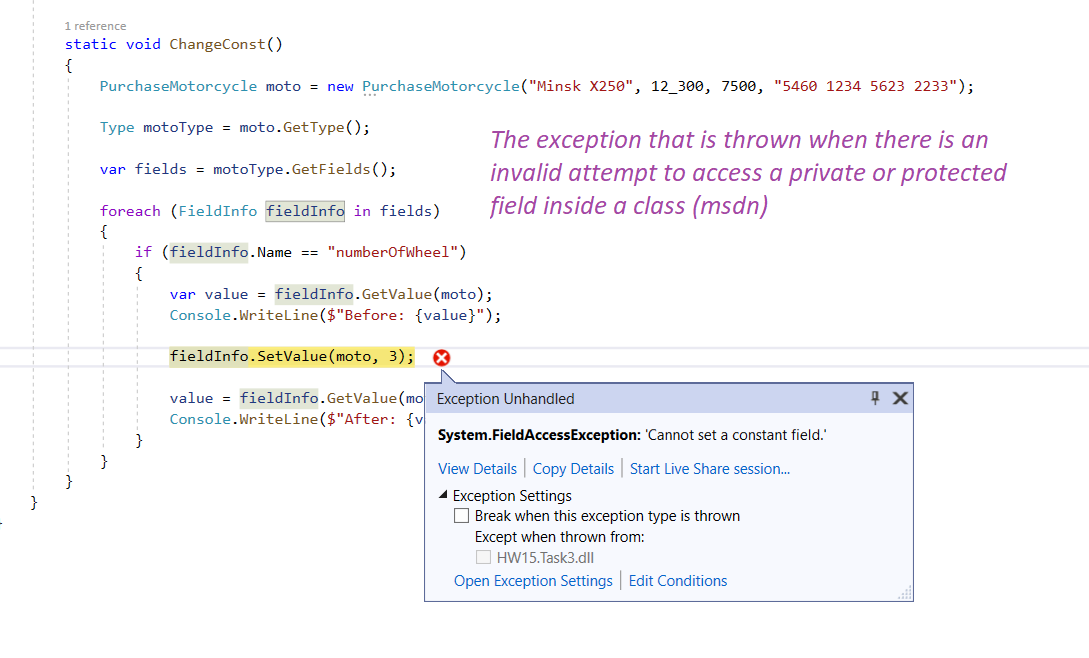 1 reference
static void ChangeConst()
{
PurchaseMotorcycle moto = new PurchaseMotorcycle("Minsk X250", 12_300, 7500, "5460 1234 5623 2233");
Type motoType = moto.GetType();
The exception that is thrown when there is an
var fields = motoType.GetFields();
invalid attempt to access a private or protected
field inside a class (msdn)
foreach (FieldInfo fieldInfo in fields)
{
if (fieldInfo.Name == "numberOfWheel")
{
var value = fieldInfo.GetValue(moto);
Console.WriteLine($"Before: {value}");
fieldInfo.SetValue(moto, 3);
value = fieldInfo.GetValue(mo
Console.WriteLine($"After: {v
}
}
}
}
Exception Unhandled
System.FieldAccessException: 'Cannot set a constant field.'
View Details | Copy Details | Start Live Share session...
Exception Settings
Break when this exception type is thrown
Except when thrown from:
HW15.Task3.dll
Open Exception Settings | Edit Conditions